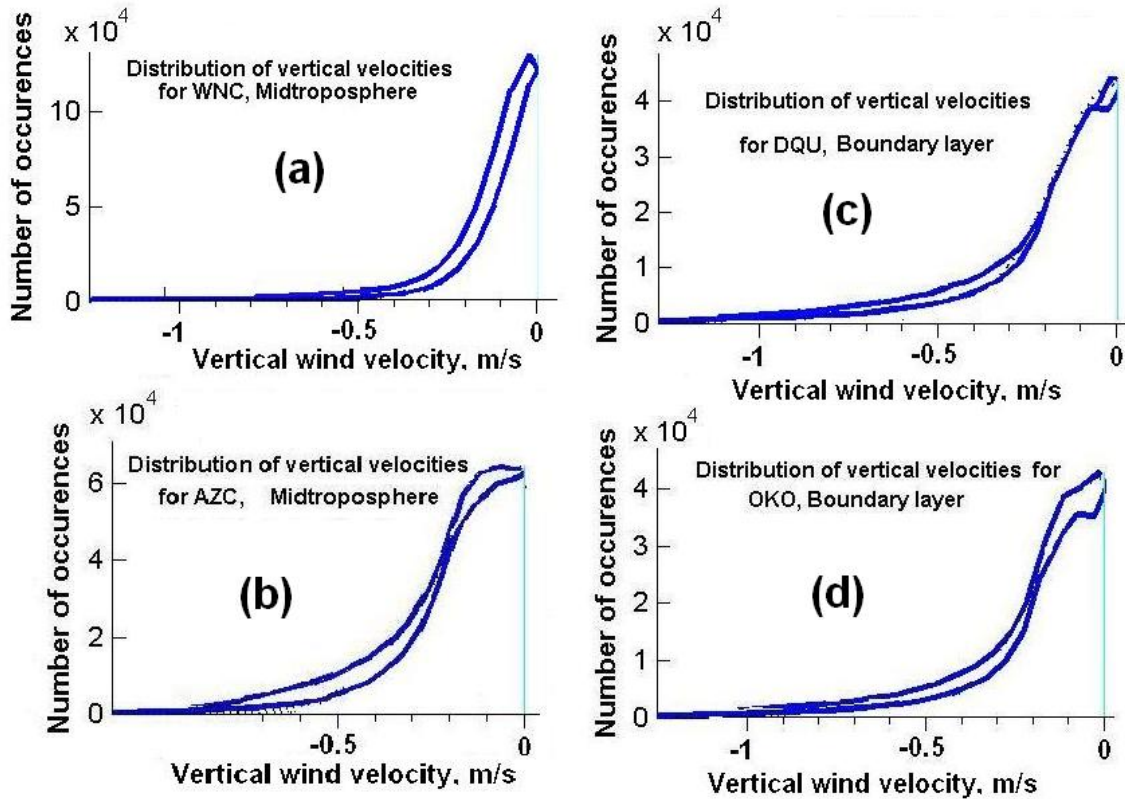 x 10^4
Number of occurences
10
5
0
Distribution of vertical velocities
for WNC, Midtroposphere
(a)
-1
-0.5
0
Vertical wind velocity, m/s
x 10^4
Number of occurences
4
3
2
1
0
Distribution of vertical velocities
for DQU, Boundary layer
(c)
-1
-0.5
0
Vertical wind velocity, m/s
x 10^4
Number of occurences
6
4
2
0
Distribution of vertical velocities
for AZC, Midtroposphere
(b)
-0.5
0
Vertical wind velocity, m/s
x 10^4
Number of occurences
4
3
2
1
0
Distribution of vertical velocities for
OKO, Boundary layer
(d)
-1
-0.5
0
Vertical wind velocity, m/s